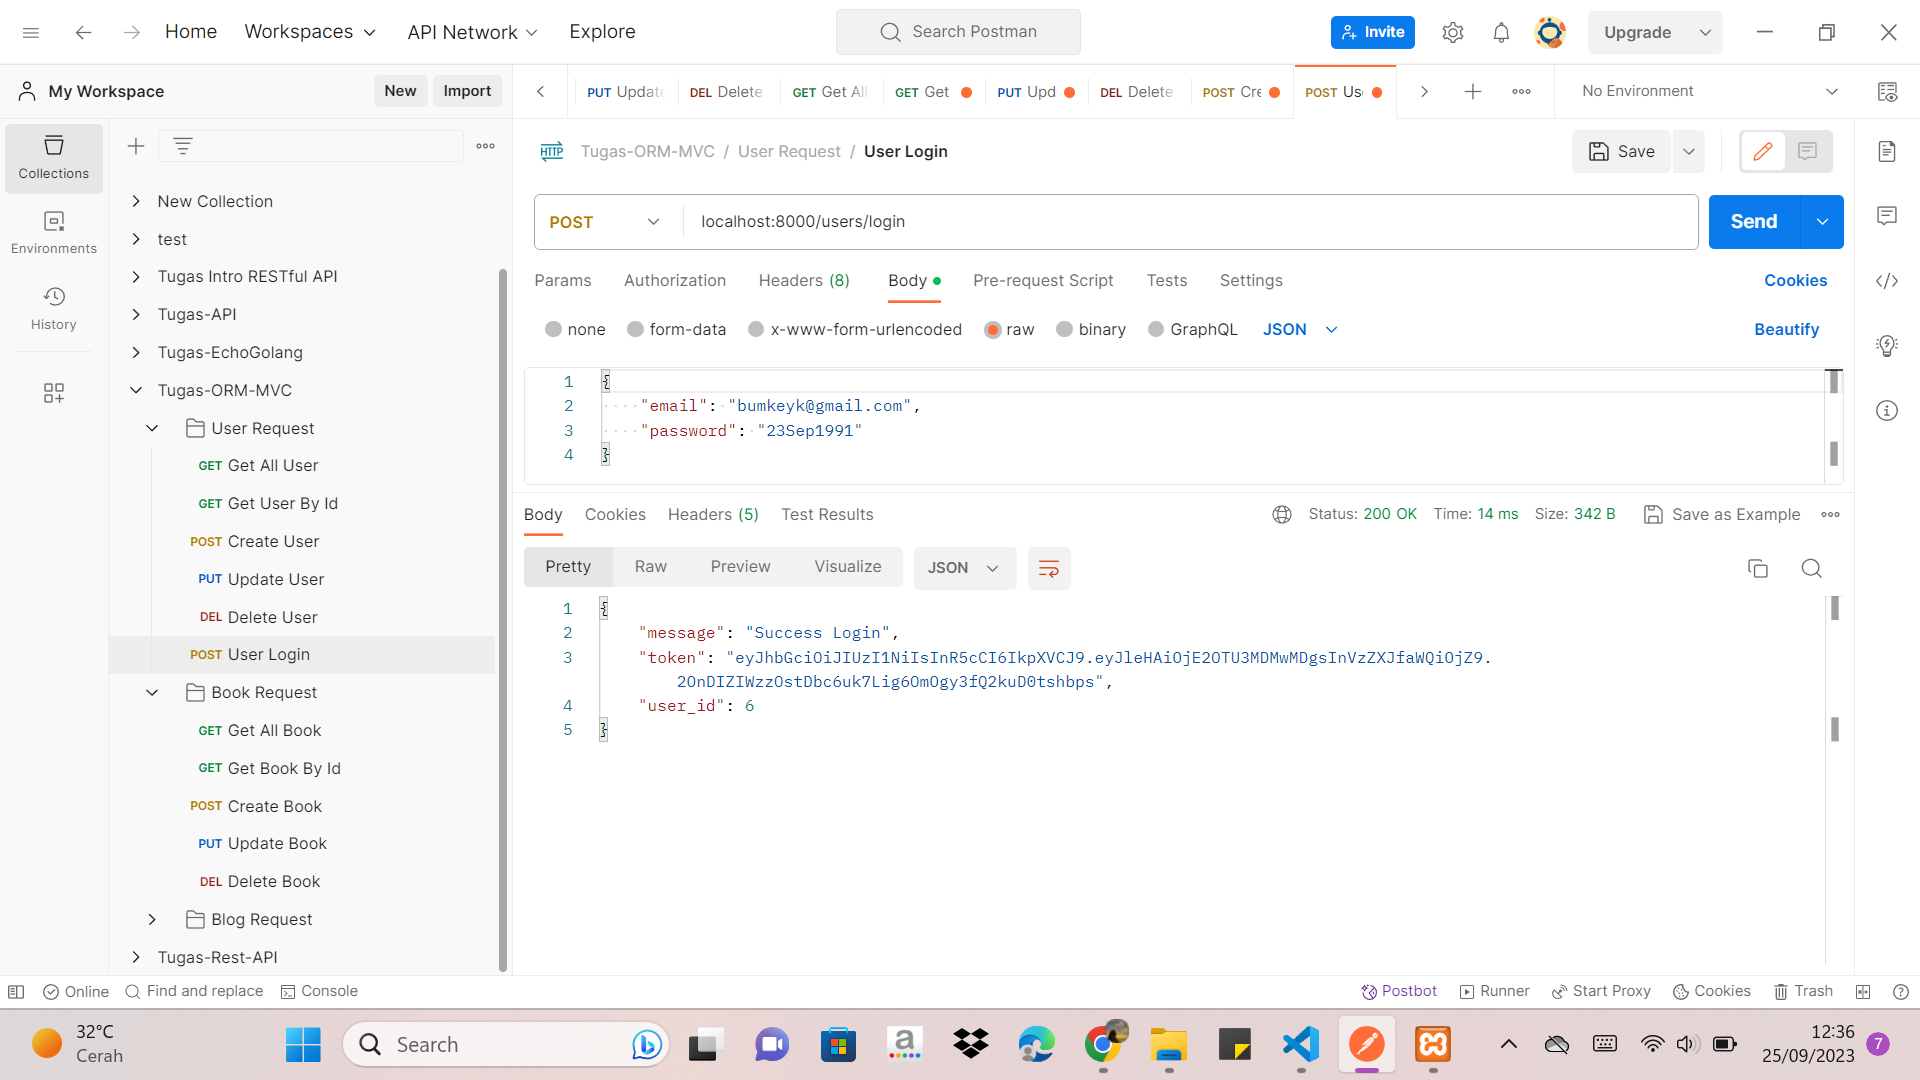 Home
Workspaces
API Network
Explore
Search Postman
Invite
Upgrade
My Workspace
New
Import
PUT Update
DEL Delete
GET Get All
GET Get
PUT Upd
DEL Delete
POST Cre
POST Us
No Environment
Collections
Environments
History
New Collection
test
Tugas Intro RESTful API
Tugas-API
Tugas-EchoGolang
Tugas-ORM-MVC
User Request
GET Get All User
GET Get User By Id
POST Create User
PUT Update User
DEL Delete User
POST User Login
Book Request
GET Get All Book
GET Get Book By Id
POST Create Book
PUT Update Book
DEL Delete Book
Blog Request
Tugas-Rest-API
HTTP Tugas-ORM-MVC / User Request / User Login
Save
POST localhost:8000/users/login
Send
Params Authorization Headers (8) Body Pre-request Script Tests Settings Cookies
none form-data x-www-form-urlencoded raw binary GraphQL JSON Beautify
1 {
2 "email": "bumkeyk@gmail.com",
3 "password": "23Sep1991"
4 }
Body Cookies Headers (5) Test Results Status: 200 OK Time: 14 ms Size: 342 B Save as Example
Pretty Raw Preview Visualize JSON
1 {
2 "message": "Success Login",
3 "token": "eyJhbGciOiJIUzI1NiIsInR5cCI6IkpXVCJ9.eyJleHAiOjE2OTU3MDMwMDgsInVzZXJfaWQiOjZ9.
2OnDIZIWzzOstDbc6uk7Lig6OmOgy3fQ2kuD0tshbps",
4 "user_id": 6
5 }
Online Find and replace Console Postbot Runner Start Proxy Cookies Trash
32°C
Cerah
Search
a
12:36
25/09/2023
7